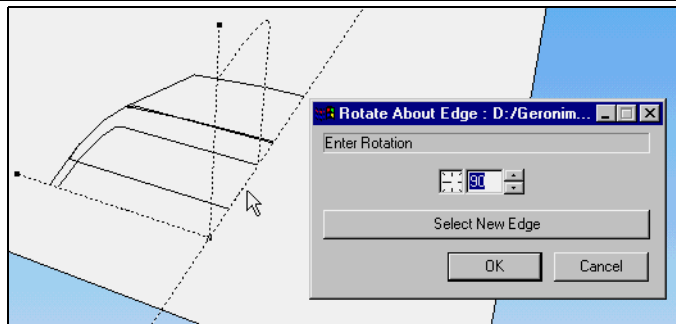 Rotate About Edge : D:/Geronim...
Enter Rotation
90
Select New Edge
OK
Cancel